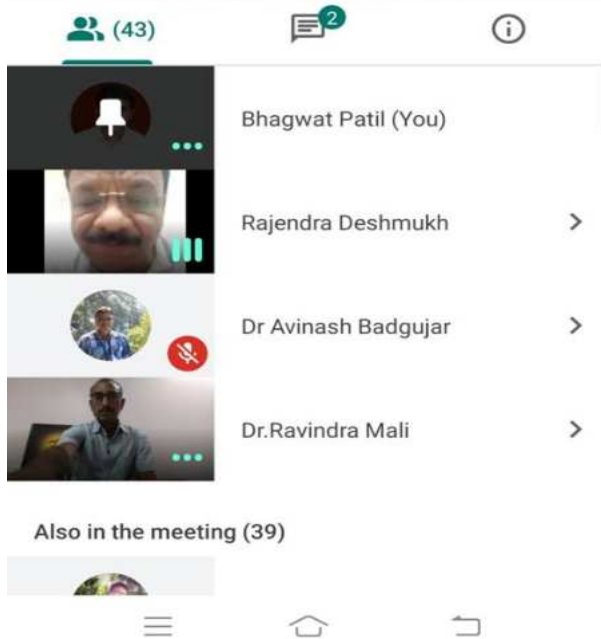 (43)
2
Bhagwat Patil (You)
Rajendra Deshmukh
Dr Avinash Badgujar
Dr.Ravindra Mali
Also in the meeting (39)